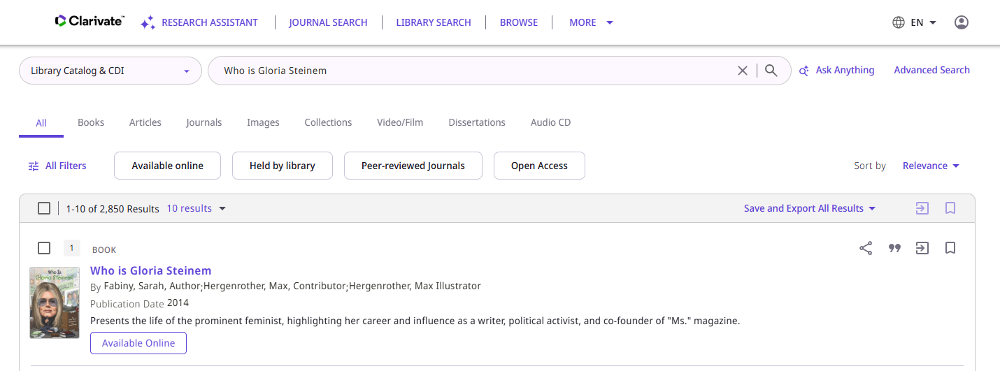 Clarivate™ RESEARCH ASSISTANT JOURNAL SEARCH LIBRARY SEARCH BROWSE MORE EN
Library Catalog & CDI Who is Gloria Steinem Ask Anything Advanced Search
All Books Articles Journals Images Collections Video/Film Dissertations Audio CD
All Filters Available online Held by library Peer-reviewed Journals Open Access Sort by Relevance
1-10 of 2,850 Results 10 results Save and Export All Results
1 BOOK
Who Is
Gloria Steinem?
Who is Gloria Steinem
By Fabiny, Sarah, Author;Hergenrother, Max, Contributor;Hergenrother, Max Illustrator
Publication Date 2014
Presents the life of the prominent feminist, highlighting her career and influence as a writer, political activist, and co-founder of "Ms." magazine.
Available Online